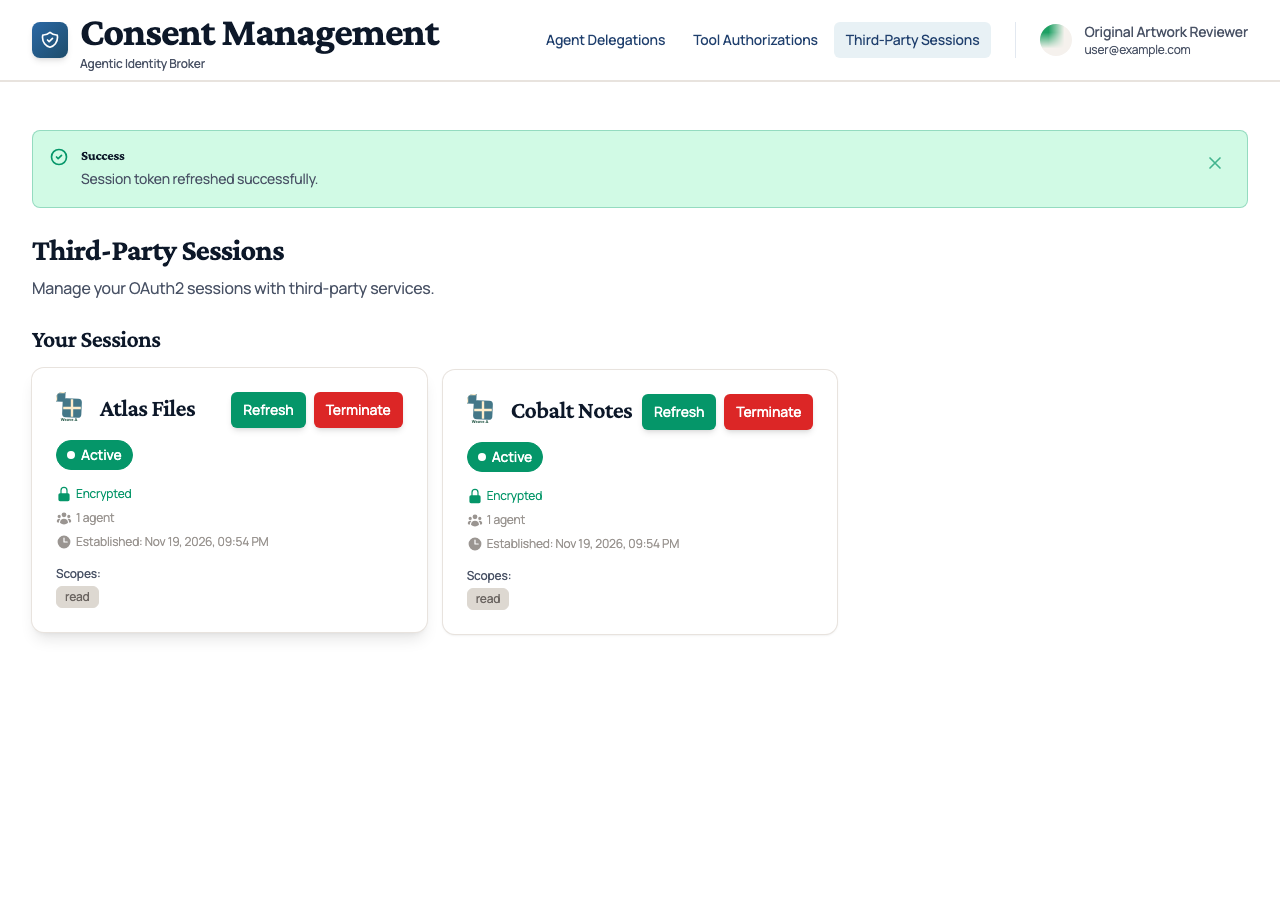 Consent Management
Agentic Identity Broker
Agent Delegations
Tool Authorizations
Third-Party Sessions
Original Artwork Reviewer
user@example.com
Success
Session token refreshed successfully.
Third-Party Sessions
Manage your OAuth2 sessions with third-party services.
Your Sessions
Atlas Files
Refresh
Terminate
Active
Encrypted
1 agent
Established: Nov 19, 2026, 09:54 PM
Scopes:
read
Cobalt Notes
Refresh
Terminate
Active
Encrypted
1 agent
Established: Nov 19, 2026, 09:54 PM
Scopes:
read